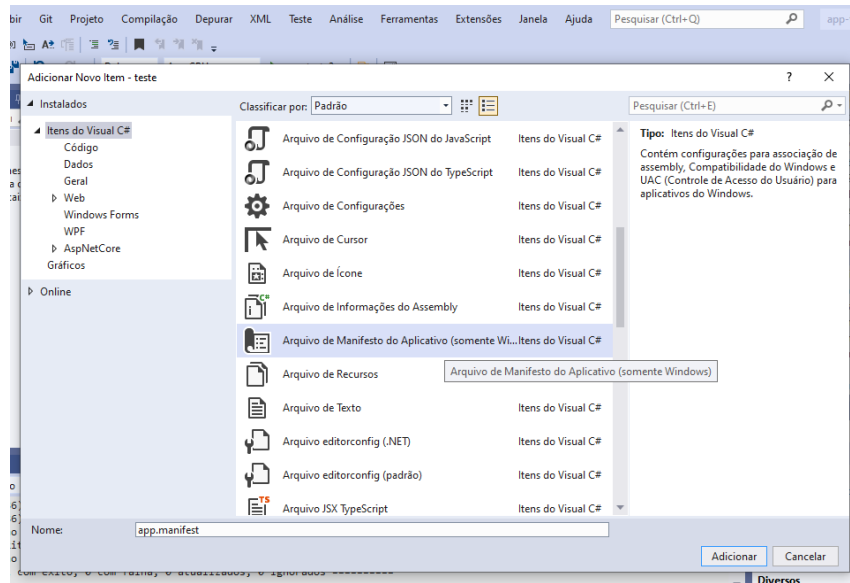 bir Git Projeto Compilação Depurar XML Teste Análise Ferramentas Extensões Janela Ajuda Pesquisar (Ctrl+Q) app-
Adicionar Novo Item - teste ? ×
Instalados
Classificar por: Padrão
Pesquisar (Ctrl+E)
Itens do Visual C#
Código
Dados
Geral
Web
Windows Forms
WPF
AspNetCore
Gráficos
Online
Arquivo de Configuração JSON do JavaScript Itens do Visual C#
Arquivo de Configuração JSON do TypeScript Itens do Visual C#
Arquivo de Configurações Itens do Visual C#
Arquivo de Cursor Itens do Visual C#
Arquivo de Ícone Itens do Visual C#
Arquivo de Informações do Assembly Itens do Visual C#
Arquivo de Manifesto do Aplicativo (somente Wi... Itens do Visual C#
Arquivo de Recursos
Arquivo de Manifesto do Aplicativo (somente Windows)
Arquivo de Texto Itens do Visual C#
Arquivo editorconfig (.NET) Itens do Visual C#
Arquivo editorconfig (padrão) Itens do Visual C#
Arquivo JSX TypeScript Itens do Visual C#
Tipo: Itens do Visual C#
Contém configurações para associação de
assembly, Compatibilidade do Windows e
UAC (Controle de Acesso do Usuário) para
aplicativos do Windows.
Nome: app.manifest
Adicionar Cancelar
com êxito, 0 com falha, 0 atualizados, 0 ignorados ==========
Diversos